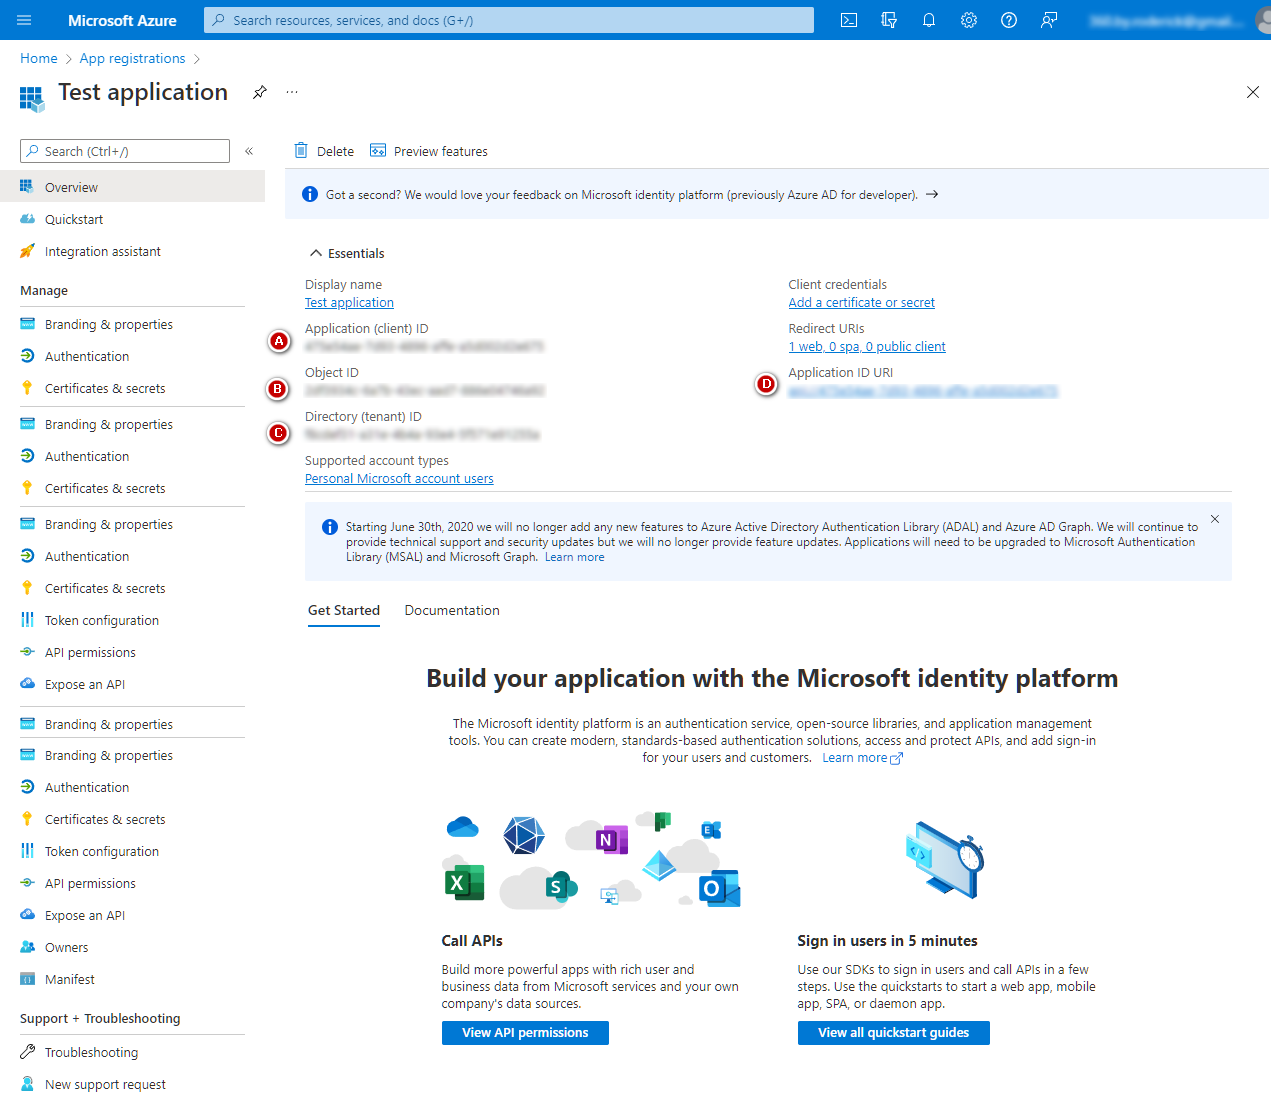 Microsoft Azure
Search resources, services, and docs (G+/)
Home > App registrations >
Test application
Search (Ctrl+/)
«
Overview
Quickstart
Integration assistant
Manage
Branding & properties
Authentication
Certificates & secrets
Branding & properties
Authentication
Certificates & secrets
Branding & properties
Authentication
Certificates & secrets
Token configuration
API permissions
Expose an API
Branding & properties
Branding & properties
Authentication
Certificates & secrets
Token configuration
API permissions
Expose an API
Owners
Manifest
Support + Troubleshooting
Troubleshooting
New support request
Delete
Preview features
Got a second? We would love your feedback on Microsoft identity platform (previously Azure AD for developer). →
Essentials
Display name
Test application
A
Application (client) ID
B
Object ID
C
Directory (tenant) ID
Supported account types
Personal Microsoft account users
Client credentials
Add a certificate or secret
Redirect URIs
1 web, 0 spa, 0 public client
D
Application ID URI
Starting June 30th, 2020 we will no longer add any new features to Azure Active Directory Authentication Library (ADAL) and Azure AD Graph. We will continue to
provide technical support and security updates but we will no longer provide feature updates. Applications will need to be upgraded to Microsoft Authentication
Library (MSAL) and Microsoft Graph. Learn more
Get Started
Documentation
Build your application with the Microsoft identity platform
The Microsoft identity platform is an authentication service, open-source libraries, and application management
tools. You can create modern, standards-based authentication solutions, access and protect APIs, and add sign-in
for your users and customers. Learn more
N
E
X
S
O
Call APIs
Build more powerful apps with rich user and
business data from Microsoft services and your own
company's data sources.
View API permissions
Sign in users in 5 minutes
Use our SDKs to sign in users and call APIs in a few
steps. Use the quickstarts to start a web app, mobile
app, SPA, or daemon app.
View all quickstart guides